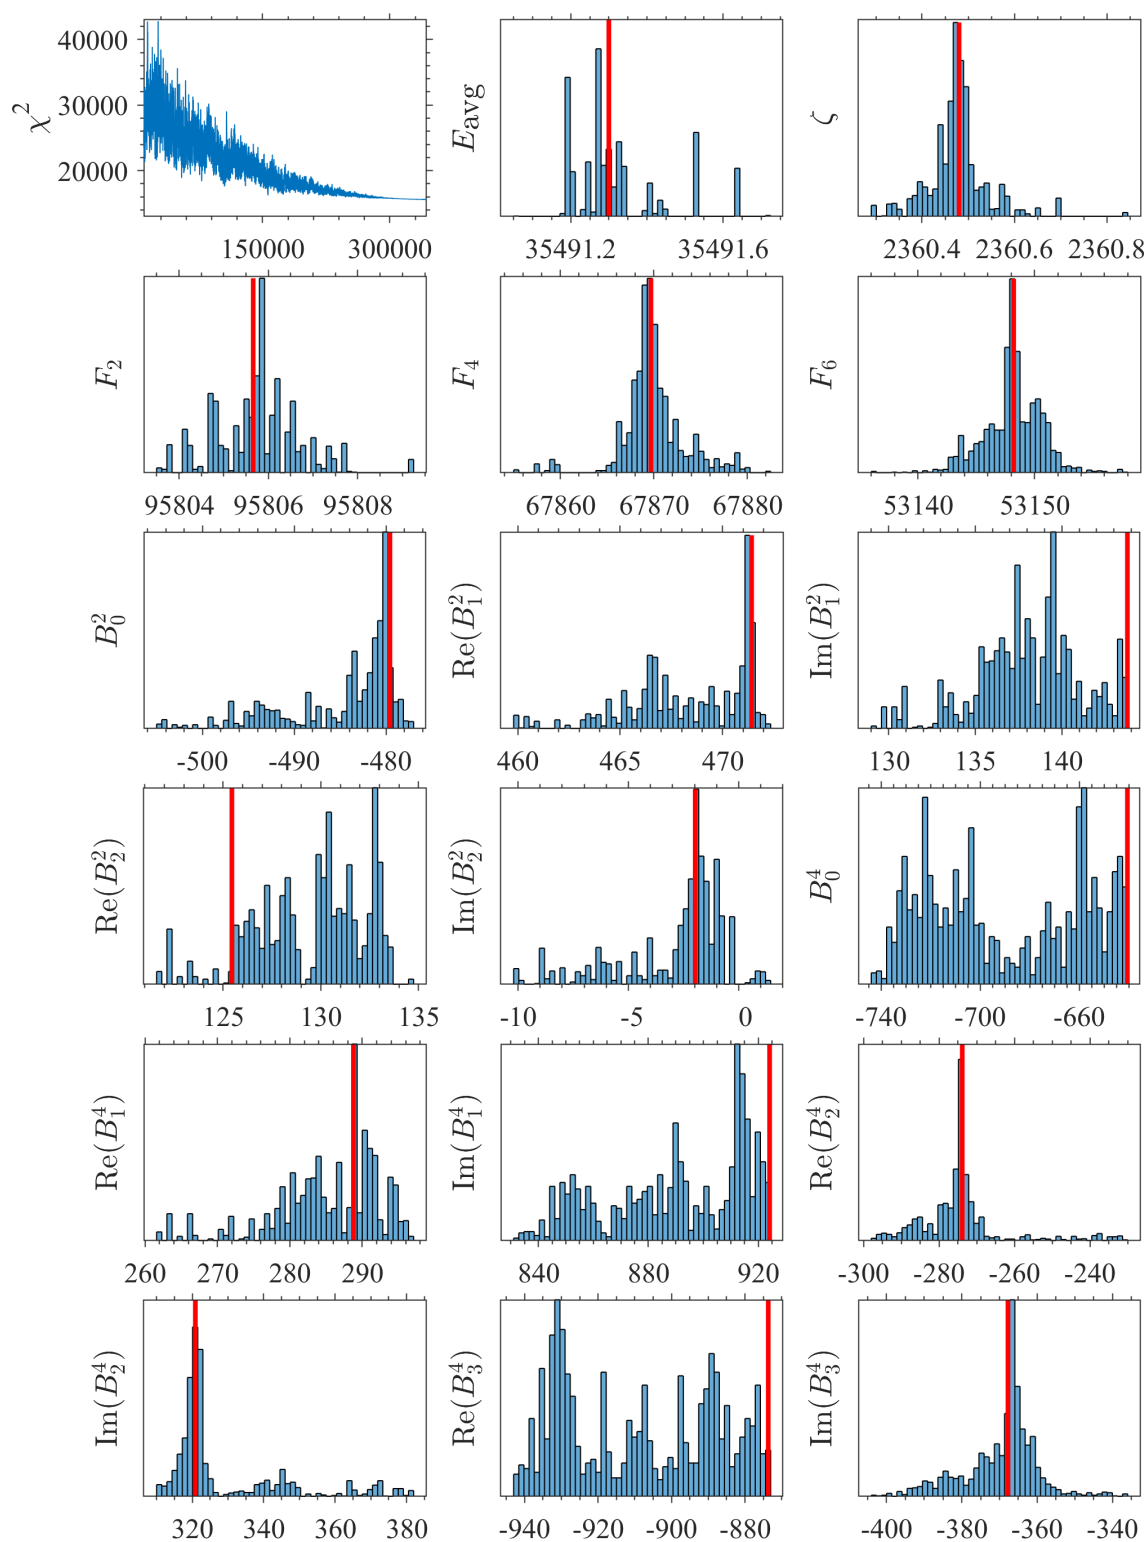 χ²
40000
30000
20000
150000 300000
E_avg
35491.2 35491.6
ζ
2360.4 2360.6 2360.8
F₂
95804 95806 95808
F₄
67860 67870 67880
F₆
53140 53150
B²₀
-500 -490 -480
Re(B²₁)
460 465 470
Im(B²₁)
130 135 140
Re(B²₂)
125 130 135
Im(B²₂)
-10 -5 0
B⁴₀
-740 -700 -660
Re(B⁴₁)
260 270 280 290
Im(B⁴₁)
840 880 920
Re(B⁴₂)
-300 -280 -260 -240
Im(B⁴₂)
320 340 360 380
Re(B⁴₃)
-940 -920 -900 -880
Im(B⁴₃)
-400 -380 -360 -340